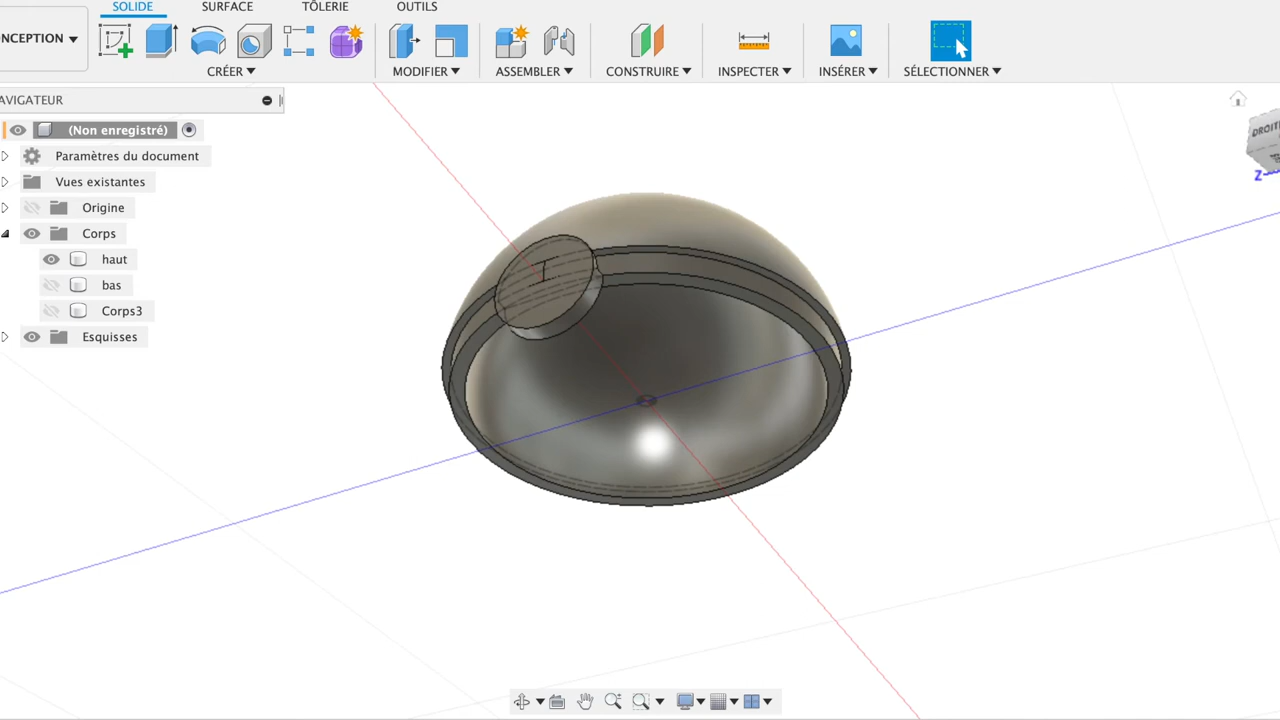 SOLIDE SURFACE TÔLERIE OUTILS
NCEPTION
CRÉER MODIFIER ASSEMBLER CONSTRUIRE INSPECTER INSÉRER SÉLECTIONNER
AVIGATEUR
(Non enregistré)
Paramètres du document
Vues existantes
Origine
Corps
haut
bas
Corps3
Esquisses
DROIT
Z